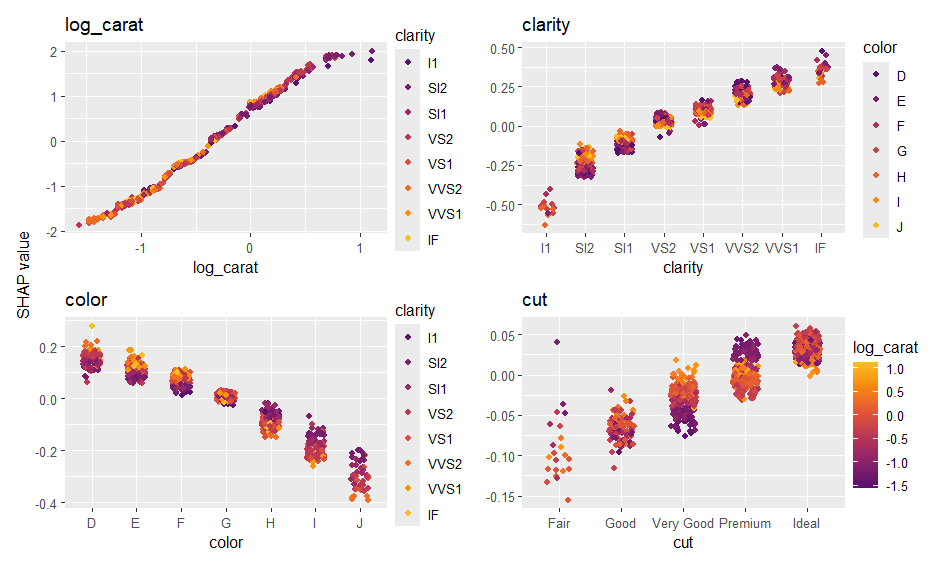 log_carat
2
1
0
-1
-2
-1
0
1
log_carat
clarity
I1
SI2
SI1
VS2
VS1
VVS2
VVS1
IF
clarity
0.50
0.25
0.00
-0.25
-0.50
I1 SI2 SI1 VS2 VS1 VVS2 VVS1 IF
clarity
color
D
E
F
G
H
I
J
SHAP value
color
0.2
0.0
-0.2
-0.4
D E F G H I J
color
clarity
I1
SI2
SI1
VS2
VS1
VVS2
VVS1
IF
cut
0.05
0.00
-0.05
-0.10
-0.15
Fair Good Very Good Premium Ideal
cut
log_carat
1.0
0.5
0.0
-0.5
-1.0
-1.5